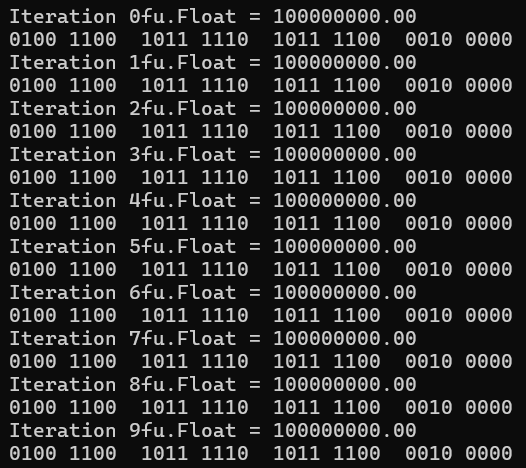 Iteration 0fu.Float = 100000000.00
0100 1100  1011 1110  1011 1100  0010 0000
Iteration 1fu.Float = 100000000.00
0100 1100  1011 1110  1011 1100  0010 0000
Iteration 2fu.Float = 100000000.00
0100 1100  1011 1110  1011 1100  0010 0000
Iteration 3fu.Float = 100000000.00
0100 1100  1011 1110  1011 1100  0010 0000
Iteration 4fu.Float = 100000000.00
0100 1100  1011 1110  1011 1100  0010 0000
Iteration 5fu.Float = 100000000.00
0100 1100  1011 1110  1011 1100  0010 0000
Iteration 6fu.Float = 100000000.00
0100 1100  1011 1110  1011 1100  0010 0000
Iteration 7fu.Float = 100000000.00
0100 1100  1011 1110  1011 1100  0010 0000
Iteration 8fu.Float = 100000000.00
0100 1100  1011 1110  1011 1100  0010 0000
Iteration 9fu.Float = 100000000.00
0100 1100  1011 1110  1011 1100  0010 0000